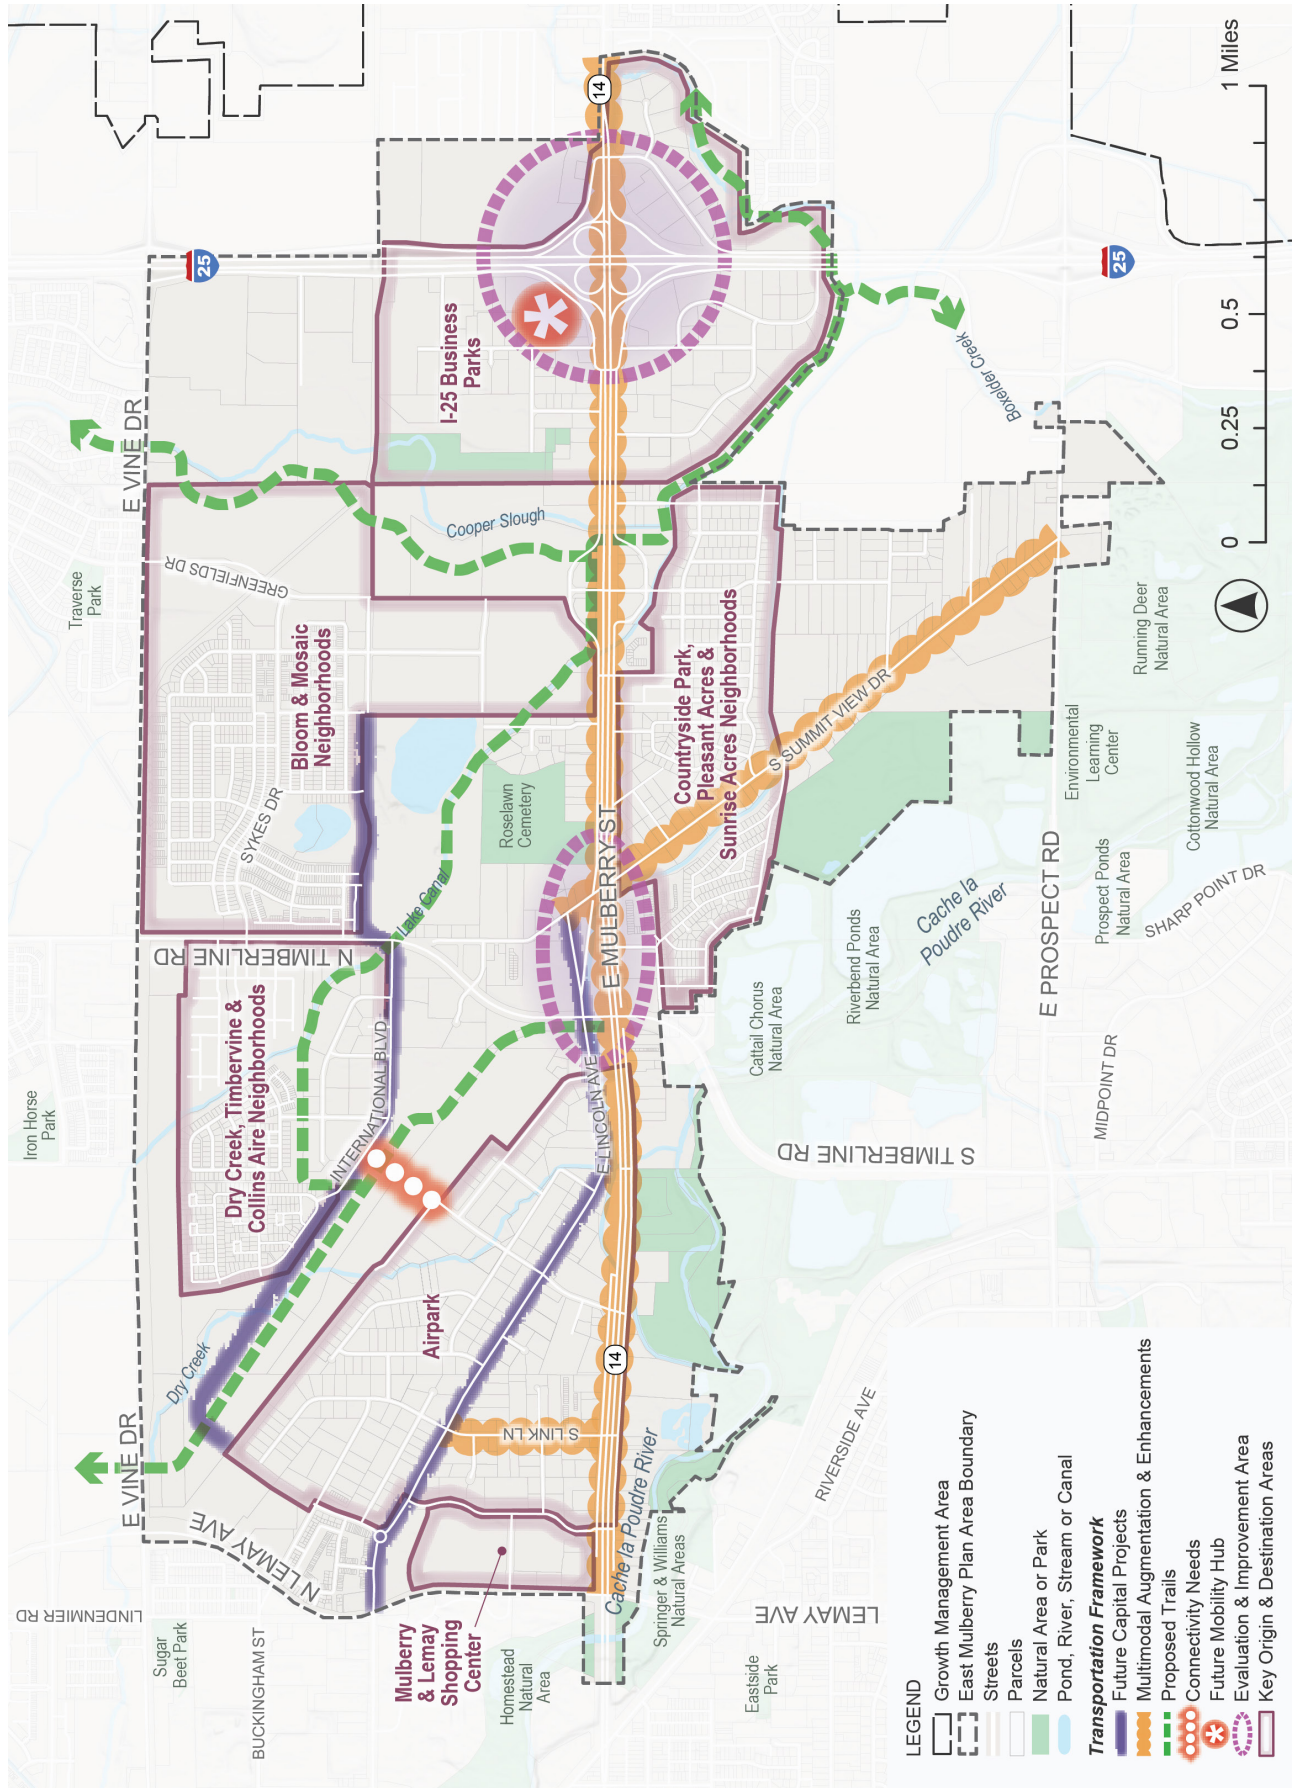 E VINE DR
E VINE DR
Traverse
Park
Iron Horse
Park
LINDENMIER RD
Sugar
Beet Park
BUCKINGHAM ST
N LEMAY AVE
Dry Creek
Dry Creek, Timbervine &
Collins Aire Neighborhoods
INTERNATIONAL BLVD
N TIMBERLINE RD
SYKES DR
Bloom & Mosaic
Neighborhoods
GREENFIELDS DR
Cooper Slough
I-25 Business
Parks
25
14
Lake Canal
Roselawn
Cemetery
Airpark
E LINCOLN AVE
E MULBERRY ST
S LINK LN
14
Mulberry
& Lemay
Shopping
Center
Homestead
Natural
Area
Cache la Poudre River
Springer & Williams
Natural Areas
Eastside
Park
LEMAY AVE
RIVERSIDE AVE
S TIMBERLINE RD
Countryside Park,
Pleasant Acres &
Sunrise Acres Neighborhoods
S SUMMIT VIEW DR
Cattail Chorus
Natural Area
Riverbend Ponds
Natural Area
Cache la
Poudre River
E PROSPECT RD
MIDPOINT DR
SHARP POINT DR
Prospect Ponds
Natural Area
Cottonwood Hollow
Natural Area
Environmental
Learning
Center
Running Deer
Natural Area
Boxelder Creek
25
0 0.25 0.5 1 Miles
LEGEND
Growth Management Area
East Mulberry Plan Area Boundary
Streets
Parcels
Natural Area or Park
Pond, River, Stream or Canal
Transportation Framework
Future Capital Projects
Multimodal Augmentation & Enhancements
Proposed Trails
Connectivity Needs
Future Mobility Hub
Evaluation & Improvement Area
Key Origin & Destination Areas